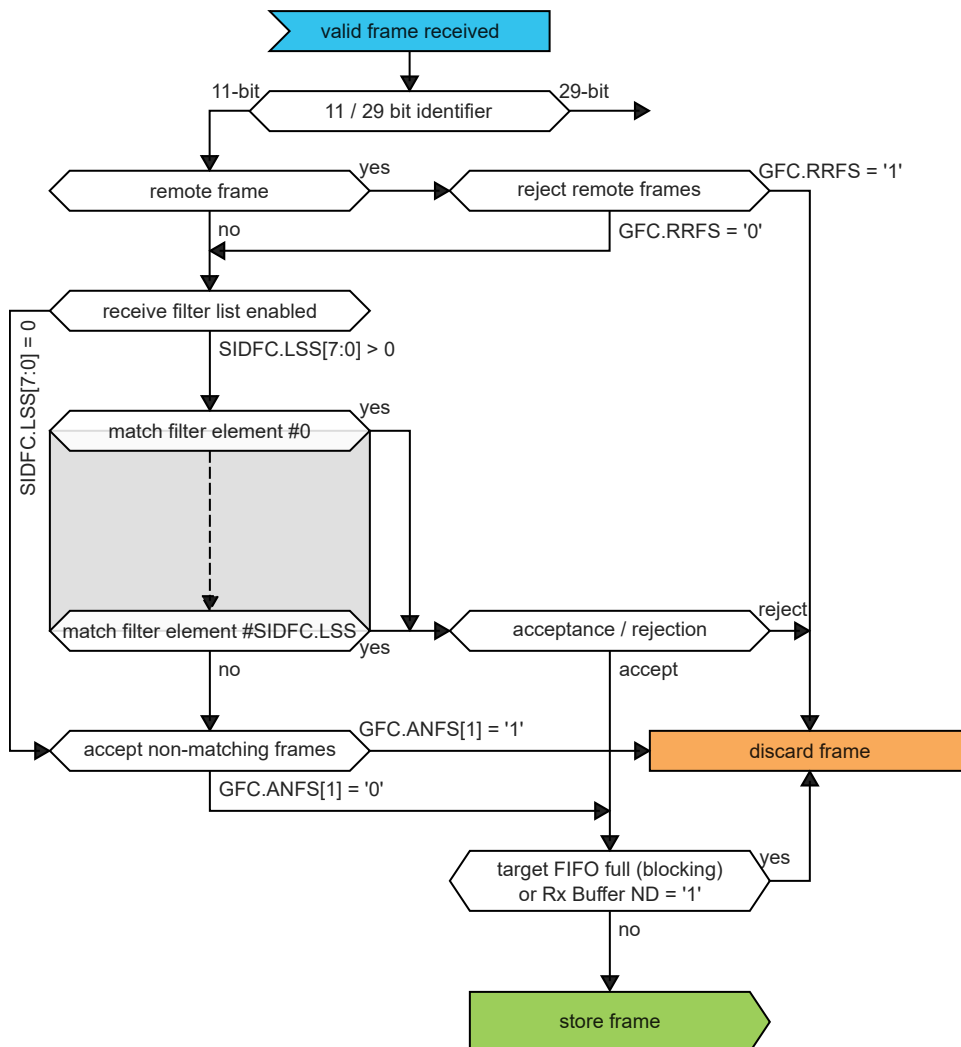 valid frame received
11-bit
29-bit
11 / 29 bit identifier
remote frame
yes
reject remote frames
GFC.RRFS = '1'
no
GFC.RRFS = '0'
receive filter list enabled
SIDFC.LSS[7:0] = 0
SIDFC.LSS[7:0] > 0
match filter element #0
yes
match filter element #SIDFC.LSS
yes
acceptance / rejection
reject
no
accept
accept non-matching frames
GFC.ANFS[1] = '1'
discard frame
GFC.ANFS[1] = '0'
target FIFO full (blocking)
or Rx Buffer ND = '1'
yes
no
store frame